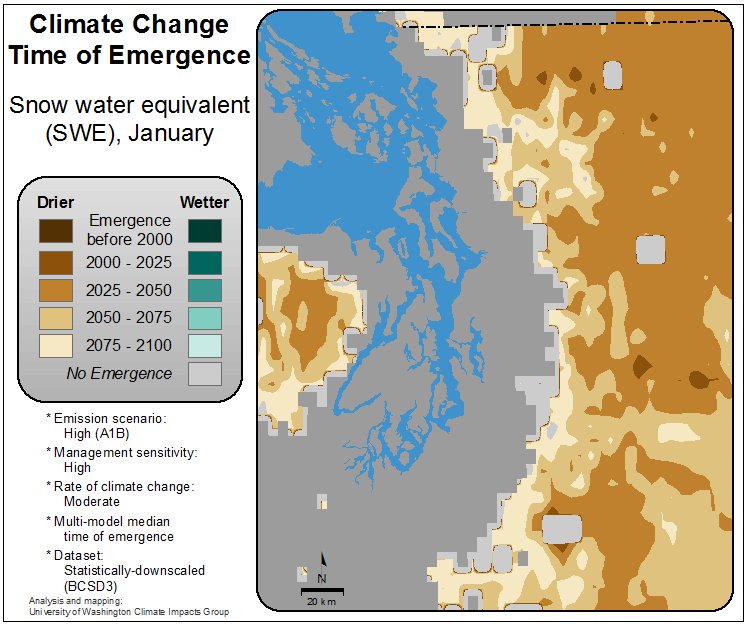 Climate Change
Time of Emergence
Snow water equivalent
(SWE), January
Drier Wetter
Emergence
before 2000
2000 - 2025
2025 - 2050
2050 - 2075
2075 - 2100
No Emergence
* Emission scenario:
High (A1B)
* Management sensitivity:
High
* Rate of climate change:
Moderate
* Multi-model median
time of emergence
* Dataset:
Statistically-downscaled
(BCSD3)
Analysis and mapping:
University of Washington Climate Impacts Group
N
20 km